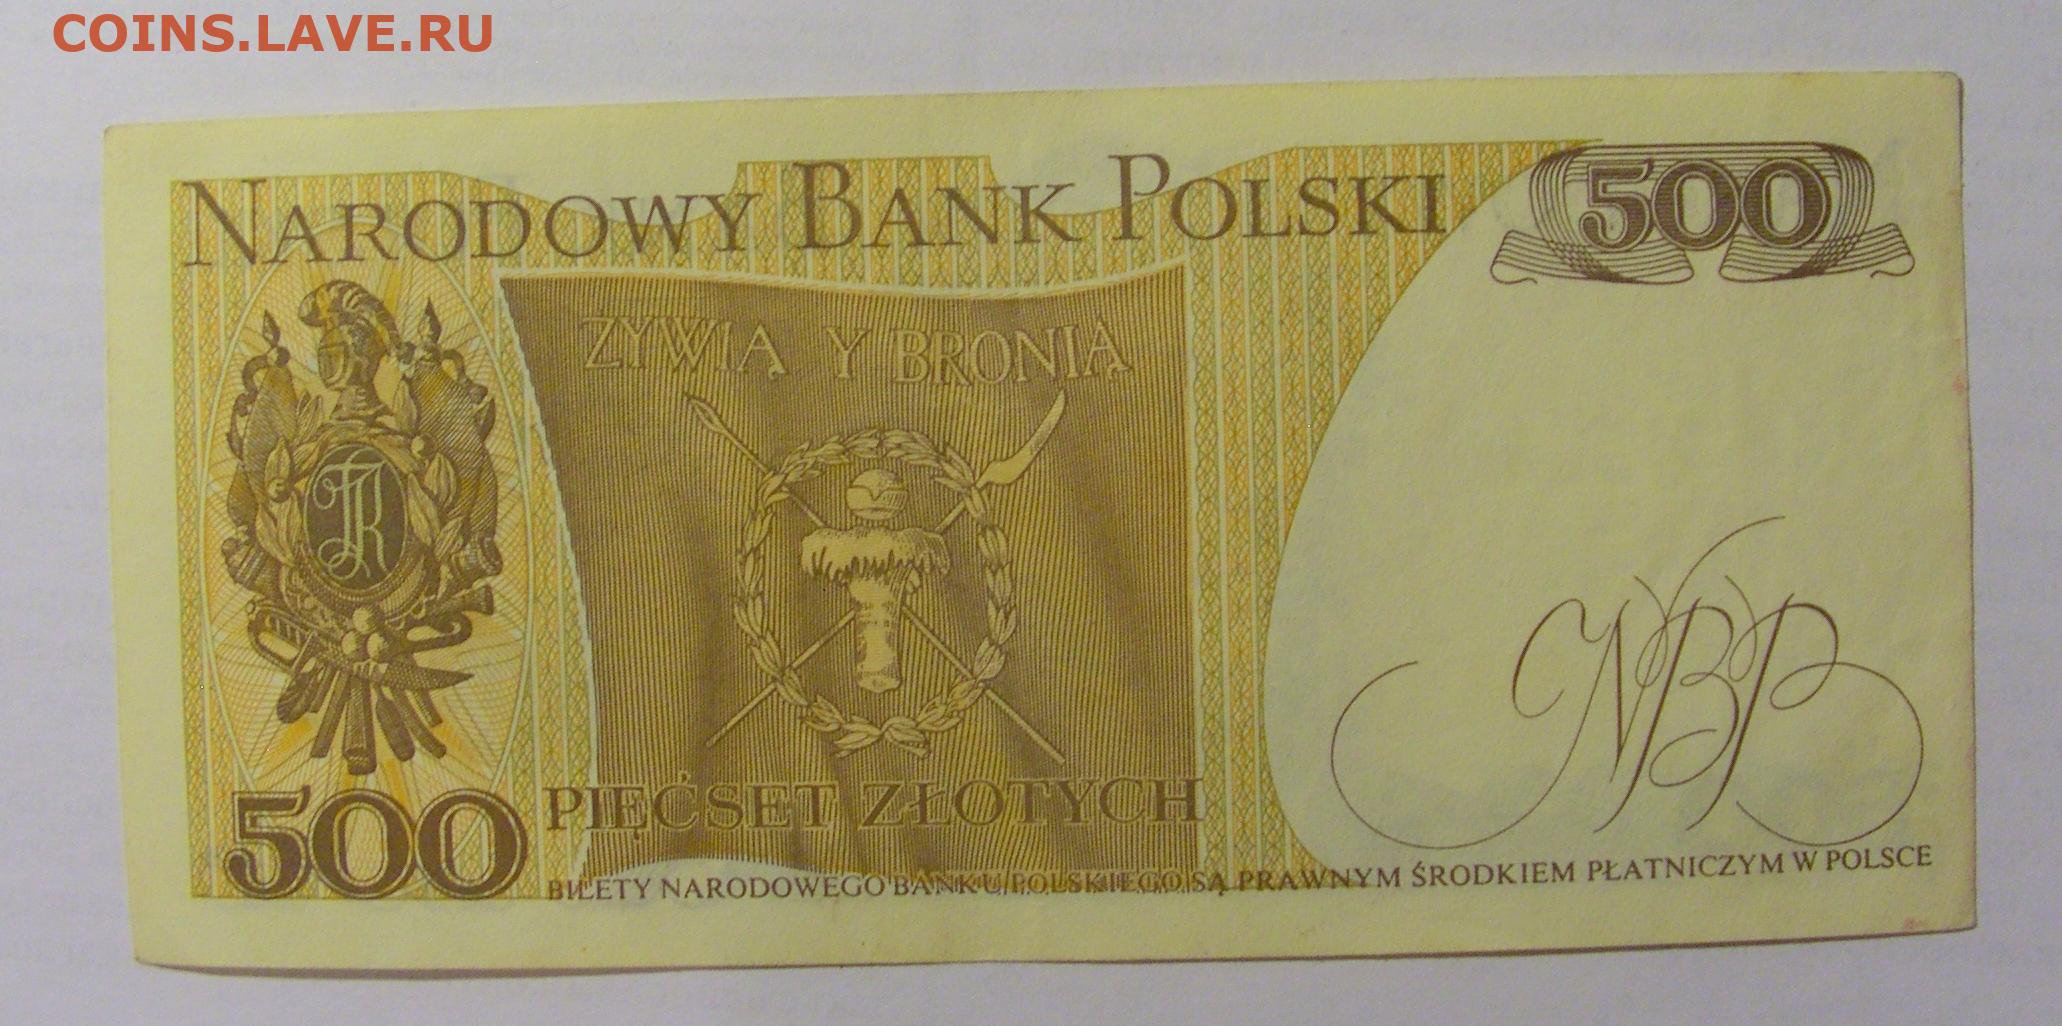 COINS.LAVE.RU
NARODOWY BANK POLSKI
500
ZYWIĄ Y BRONIĄ
TK
NBP
500
PIĘĆSET ZŁOTYCH
BILETY NARODOWEGO BANKU POLSKIEGO SĄ PRAWNYM ŚRODKIEM PŁATNICZYM W POLSCE